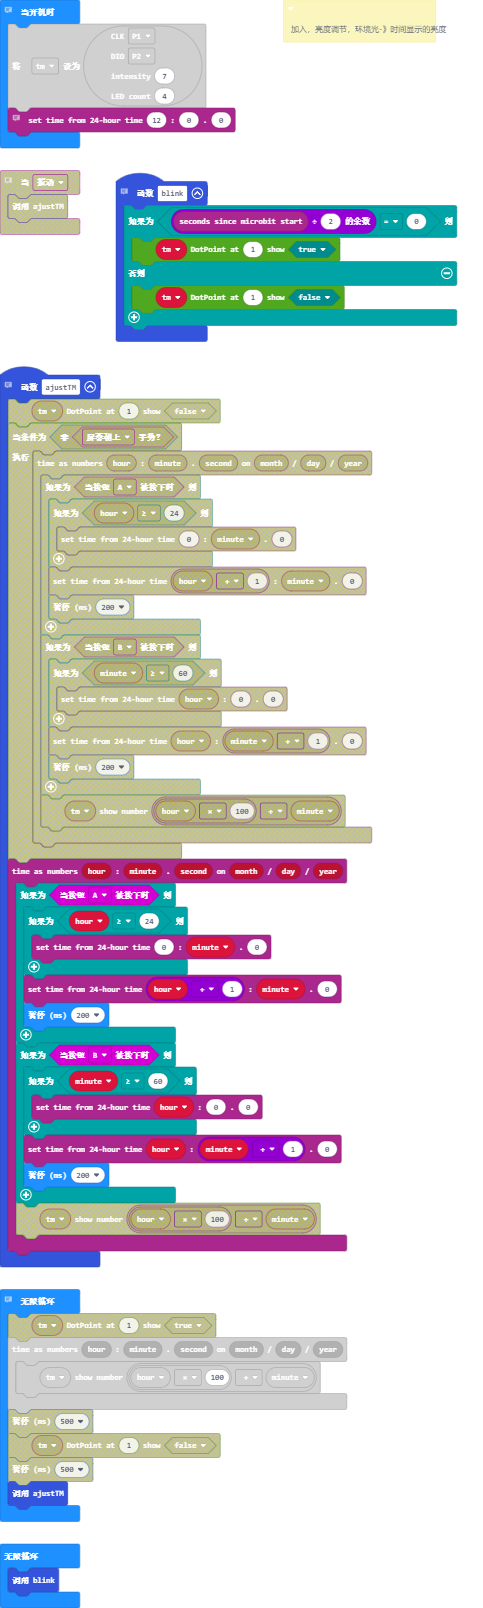 当开机时
加入，亮度调节，环境光-》时间显示的亮度
CLK P1
DIO P2
将 tm 设为
intensity 7
LED count 4
set time from 24-hour time 12 : 0 . 0
当 振动
调用 ajustTM
函数 blink
如果为 seconds since microbit start ÷ 2 的余数 = 0 则
tm DotPoint at 1 show true
否则
tm DotPoint at 1 show false
函数 ajustTM
tm DotPoint at 1 show false
当条件为 非 屏幕朝上 手势?
执行 time as numbers hour : minute . second on month / day / year
如果为 当按钮 A 被按下时 则
如果为 hour ≥ 24 则
set time from 24-hour time 0 : minute . 0
set time from 24-hour time hour + 1 : minute . 0
暂停 (ms) 200
如果为 当按钮 B 被按下时 则
如果为 minute ≥ 60 则
set time from 24-hour time hour : 0 . 0
set time from 24-hour time hour : minute + 1 . 0
暂停 (ms) 200
tm show number hour × 100 + minute
time as numbers hour : minute . second on month / day / year
如果为 当按钮 A 被按下时 则
如果为 hour ≥ 24 则
set time from 24-hour time 0 : minute . 0
set time from 24-hour time hour + 1 : minute . 0
暂停 (ms) 200
如果为 当按钮 B 被按下时 则
如果为 minute ≥ 60 则
set time from 24-hour time hour : 0 . 0
set time from 24-hour time hour : minute + 1 . 0
暂停 (ms) 200
tm show number hour × 100 + minute
无限循环
tm DotPoint at 1 show true
time as numbers hour : minute . second on month / day / year
tm show number hour × 100 + minute
暂停 (ms) 500
tm DotPoint at 1 show false
暂停 (ms) 500
调用 ajustTM
无限循环
调用 blink